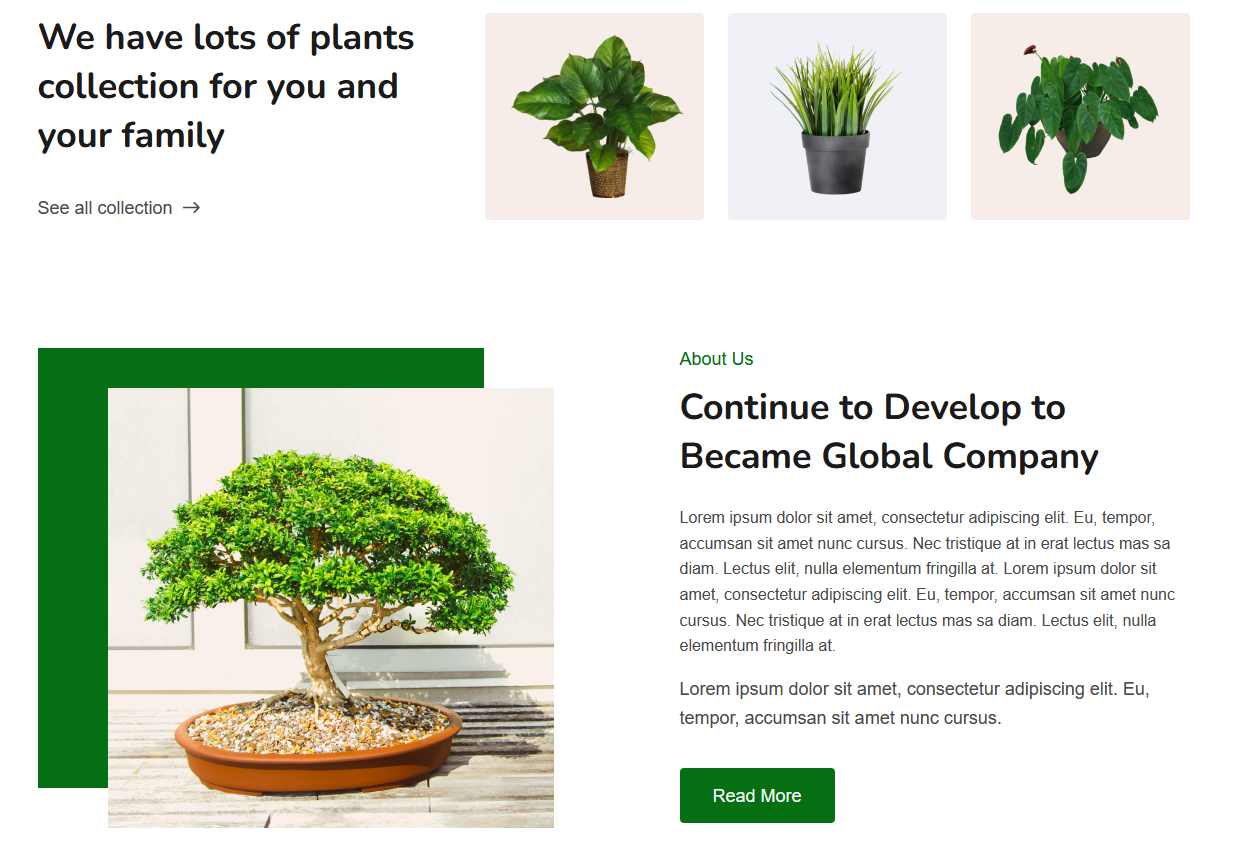 We have lots of plants
collection for you and
your family
See all collection →
About Us
Continue to Develop to
Became Global Company
Lorem ipsum dolor sit amet, consectetur adipiscing elit. Eu, tempor,
accumsan sit amet nunc cursus. Nec tristique at in erat lectus mas sa
diam. Lectus elit, nulla elementum fringilla at. Lorem ipsum dolor sit
amet, consectetur adipiscing elit. Eu, tempor, accumsan sit amet nunc
cursus. Nec tristique at in erat lectus mas sa diam. Lectus elit, nulla
elementum fringilla at.
Lorem ipsum dolor sit amet, consectetur adipiscing elit. Eu,
tempor, accumsan sit amet nunc cursus.
Read More